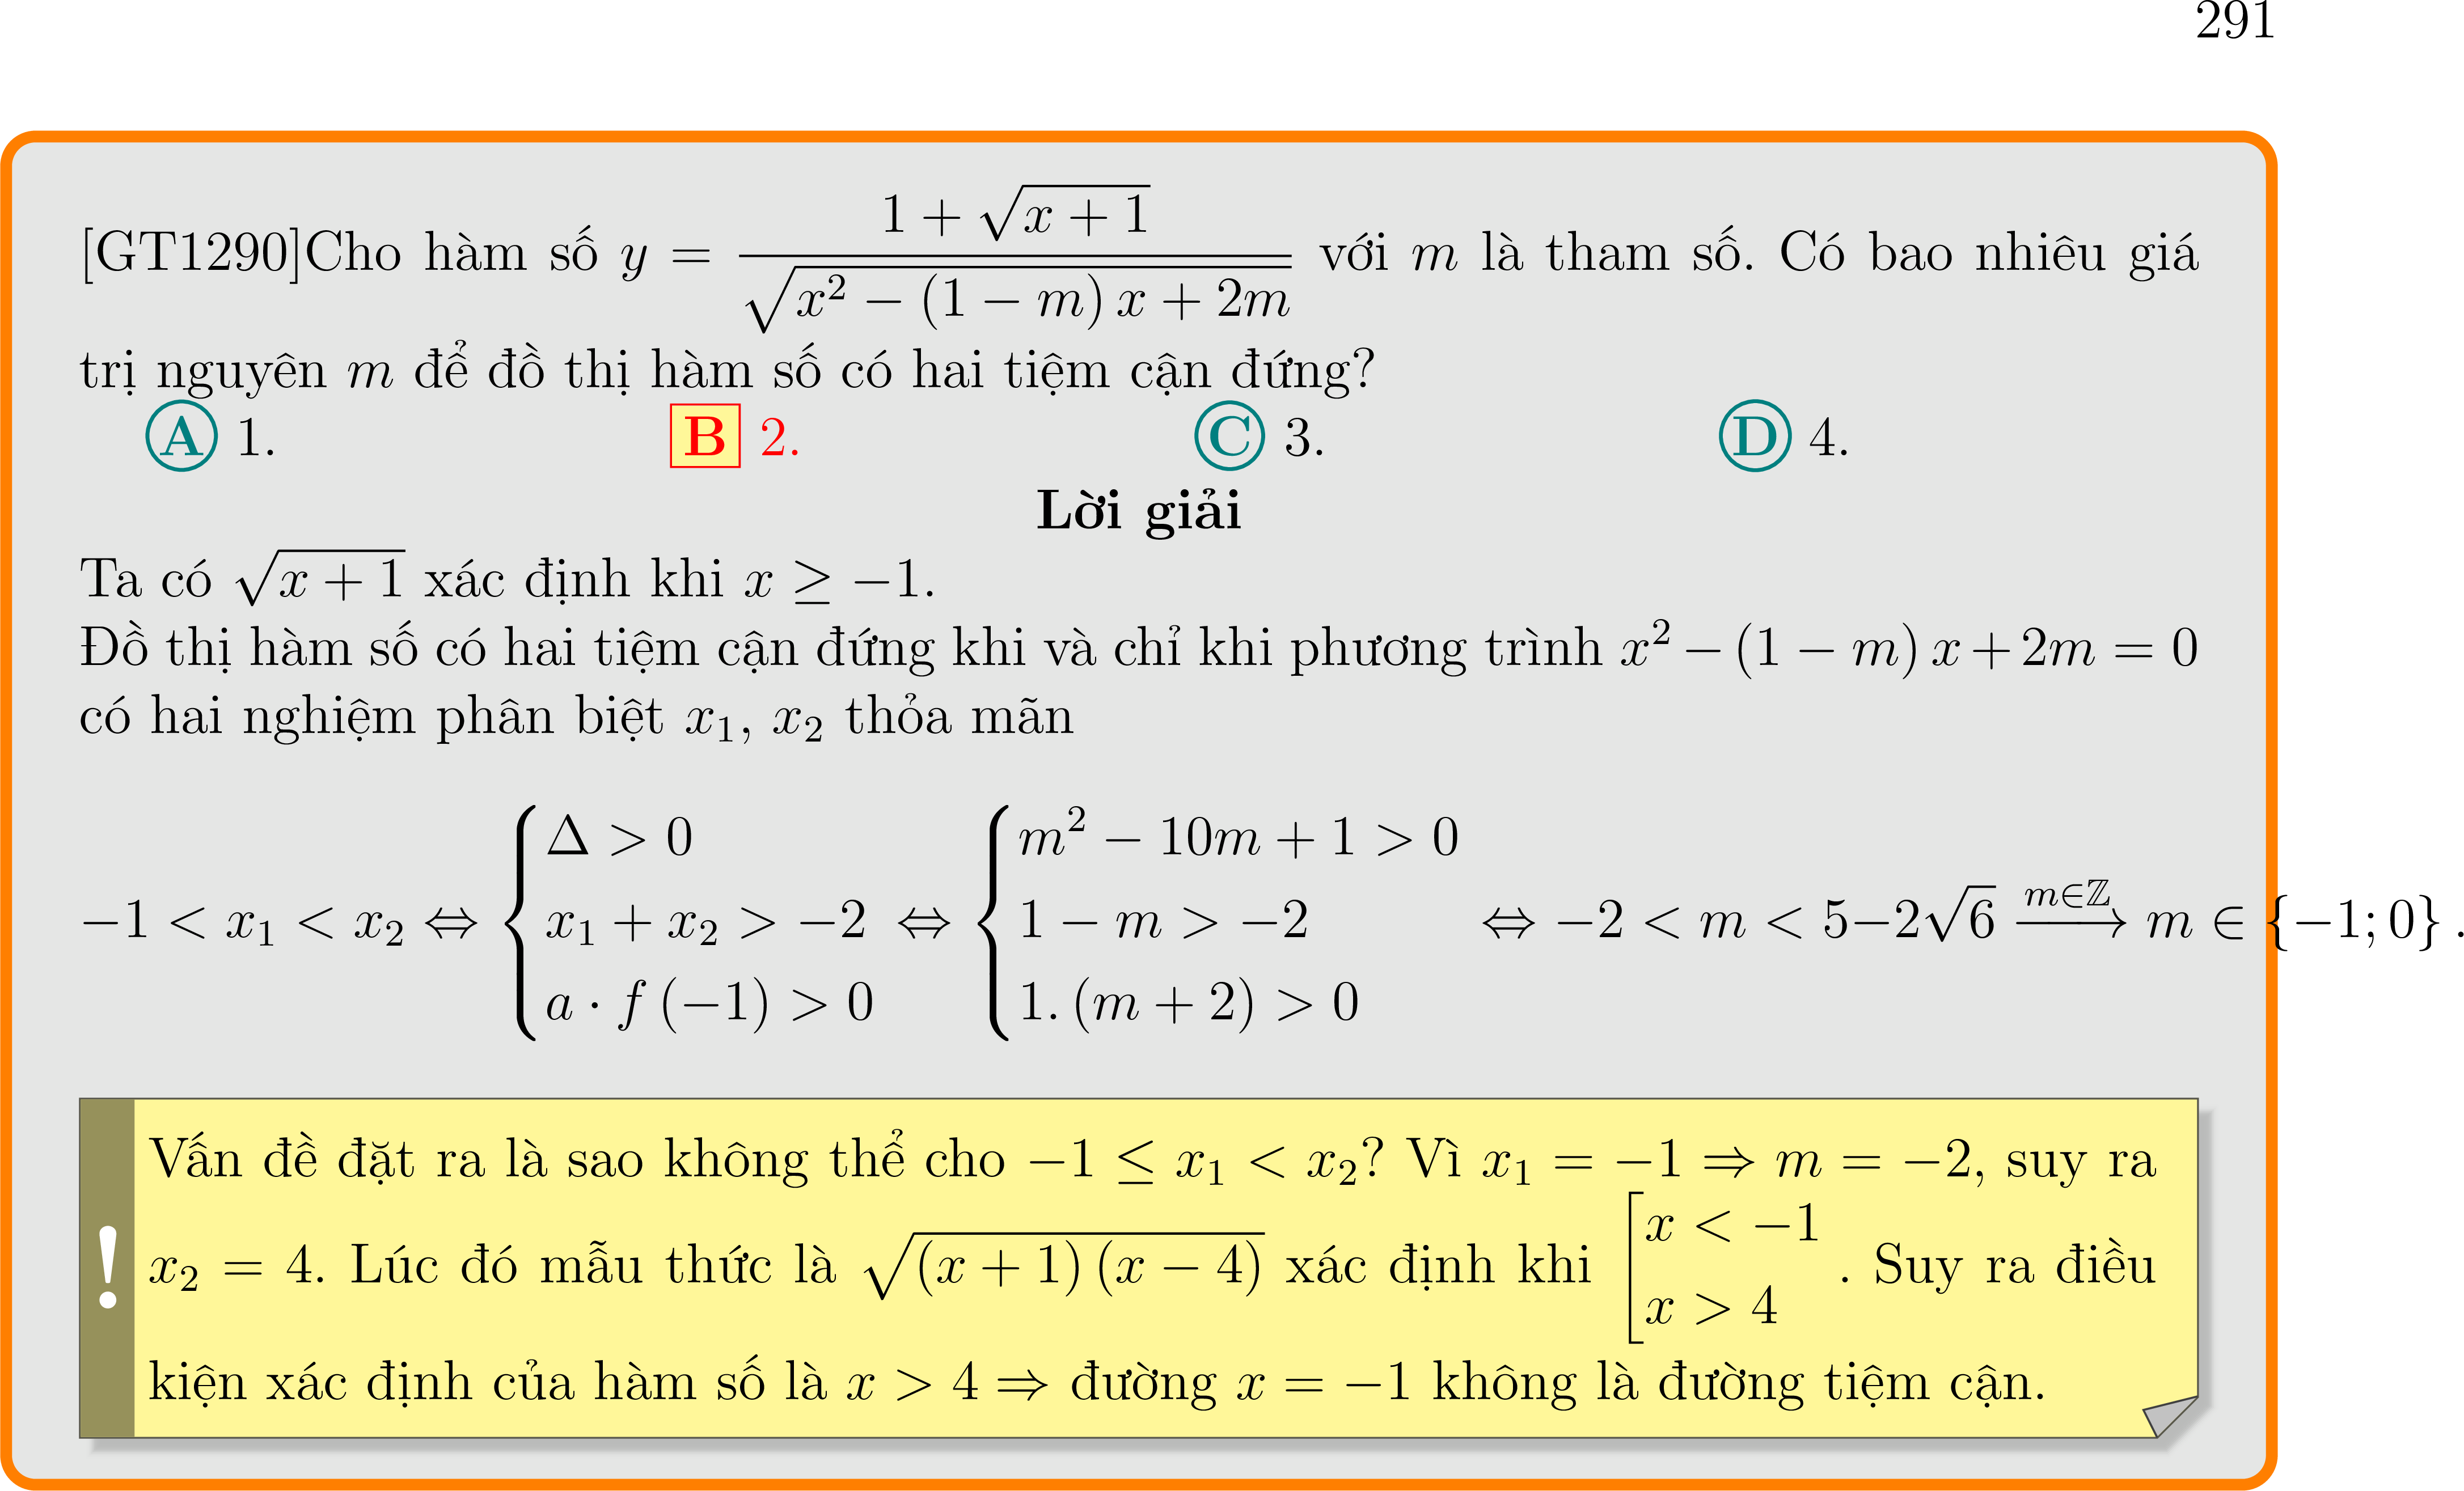 291
[GT1290]Cho hàm số $y = \dfrac{1+\sqrt{x+1}}{\sqrt{x^2-(1-m)\,x+2m}}$ với $m$ là tham số. Có bao nhiêu giá
trị nguyên $m$ để đồ thị hàm số có hai tiệm cận đứng?
A 1. B 2. C 3. D 4.
Lời giải
Ta có $\sqrt{x+1}$ xác định khi $x \geq -1$.
Đồ thị hàm số có hai tiệm cận đứng khi và chỉ khi phương trình $x^2-(1-m)\,x+2m=0$
có hai nghiệm phân biệt $x_1$, $x_2$ thỏa mãn
$-1 < x_1 < x_2 \Leftrightarrow \begin{cases} \Delta > 0 \\ x_1+x_2 > -2 \\ a \cdot f(-1) > 0 \end{cases} \Leftrightarrow \begin{cases} m^2-10m+1 > 0 \\ 1-m > -2 \\ 1.(m+2) > 0 \end{cases} \Leftrightarrow -2 < m < 5-2\sqrt{6} \xrightarrow{m \in \mathbb{Z}} m \in \{-1;0\}.$
Vấn đề đặt ra là sao không thể cho $-1 \leq x_1 < x_2$? Vì $x_1 = -1 \Rightarrow m = -2$, suy ra
! $x_2 = 4$. Lúc đó mẫu thức là $\sqrt{(x+1)(x-4)}$ xác định khi $\left[\begin{array}{l} x < -1 \\ x > 4 \end{array}\right.$. Suy ra điều
kiện xác định của hàm số là $x > 4 \Rightarrow$ đường $x = -1$ không là đường tiệm cận.